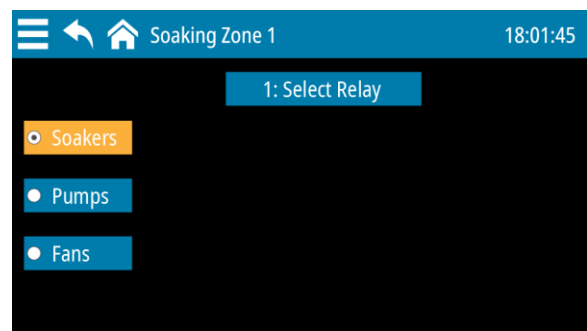 Soaking Zone 1 18:01:45
1: Select Relay
Soakers
Pumps
Fans